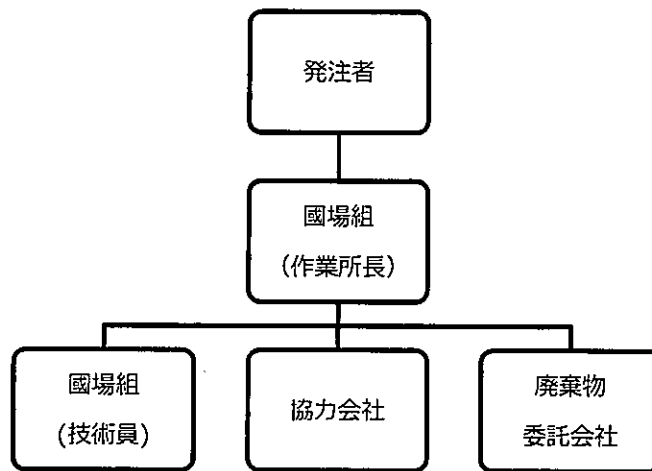 発注者
國場組
(作業所長)
國場組
(技術員)
協力会社
廃棄物
委託会社